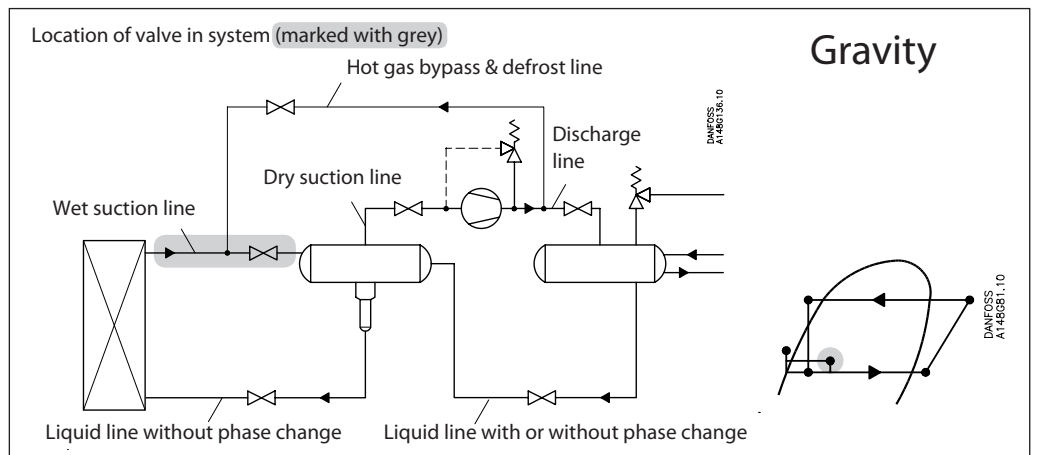 Location of valve in system (marked with grey)
Gravity
Hot gas bypass & defrost line
DANFOSS
A148G136.10
Discharge
line
Dry suction line
Wet suction line
DANFOSS
A148G81.10
Liquid line without phase change
Liquid line with or without phase change